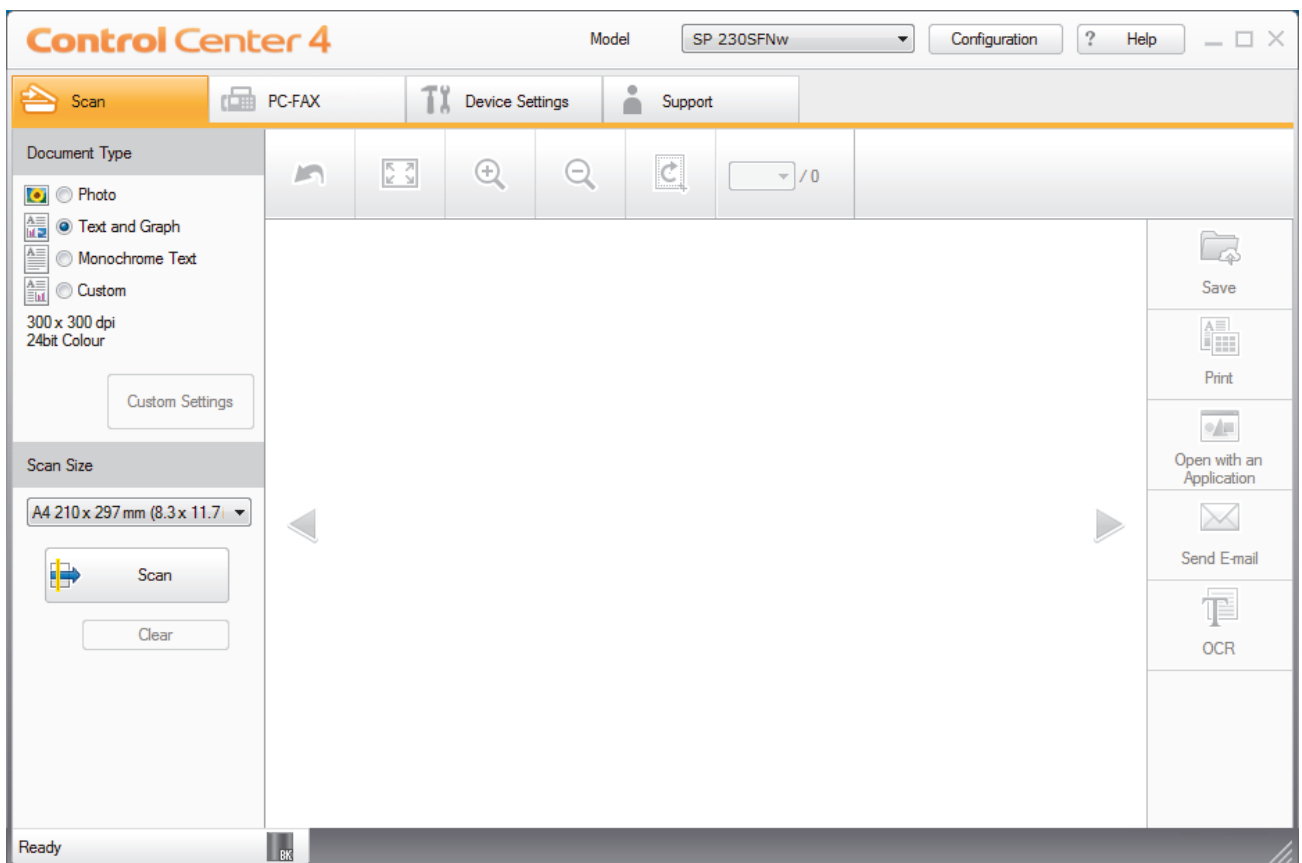 Control Center 4
Model
SP 230SFNw
Configuration
? Help
Scan
PC-FAX
Device Settings
Support
Document Type
/ 0
Photo
Text and Graph
Monochrome Text
Custom
300 x 300 dpi
24bit Colour
Custom Settings
Scan Size
A4 210 x 297 mm (8.3 x 11.7
Scan
Clear
Save
Print
Open with an
Application
Send E-mail
OCR
Ready
BK